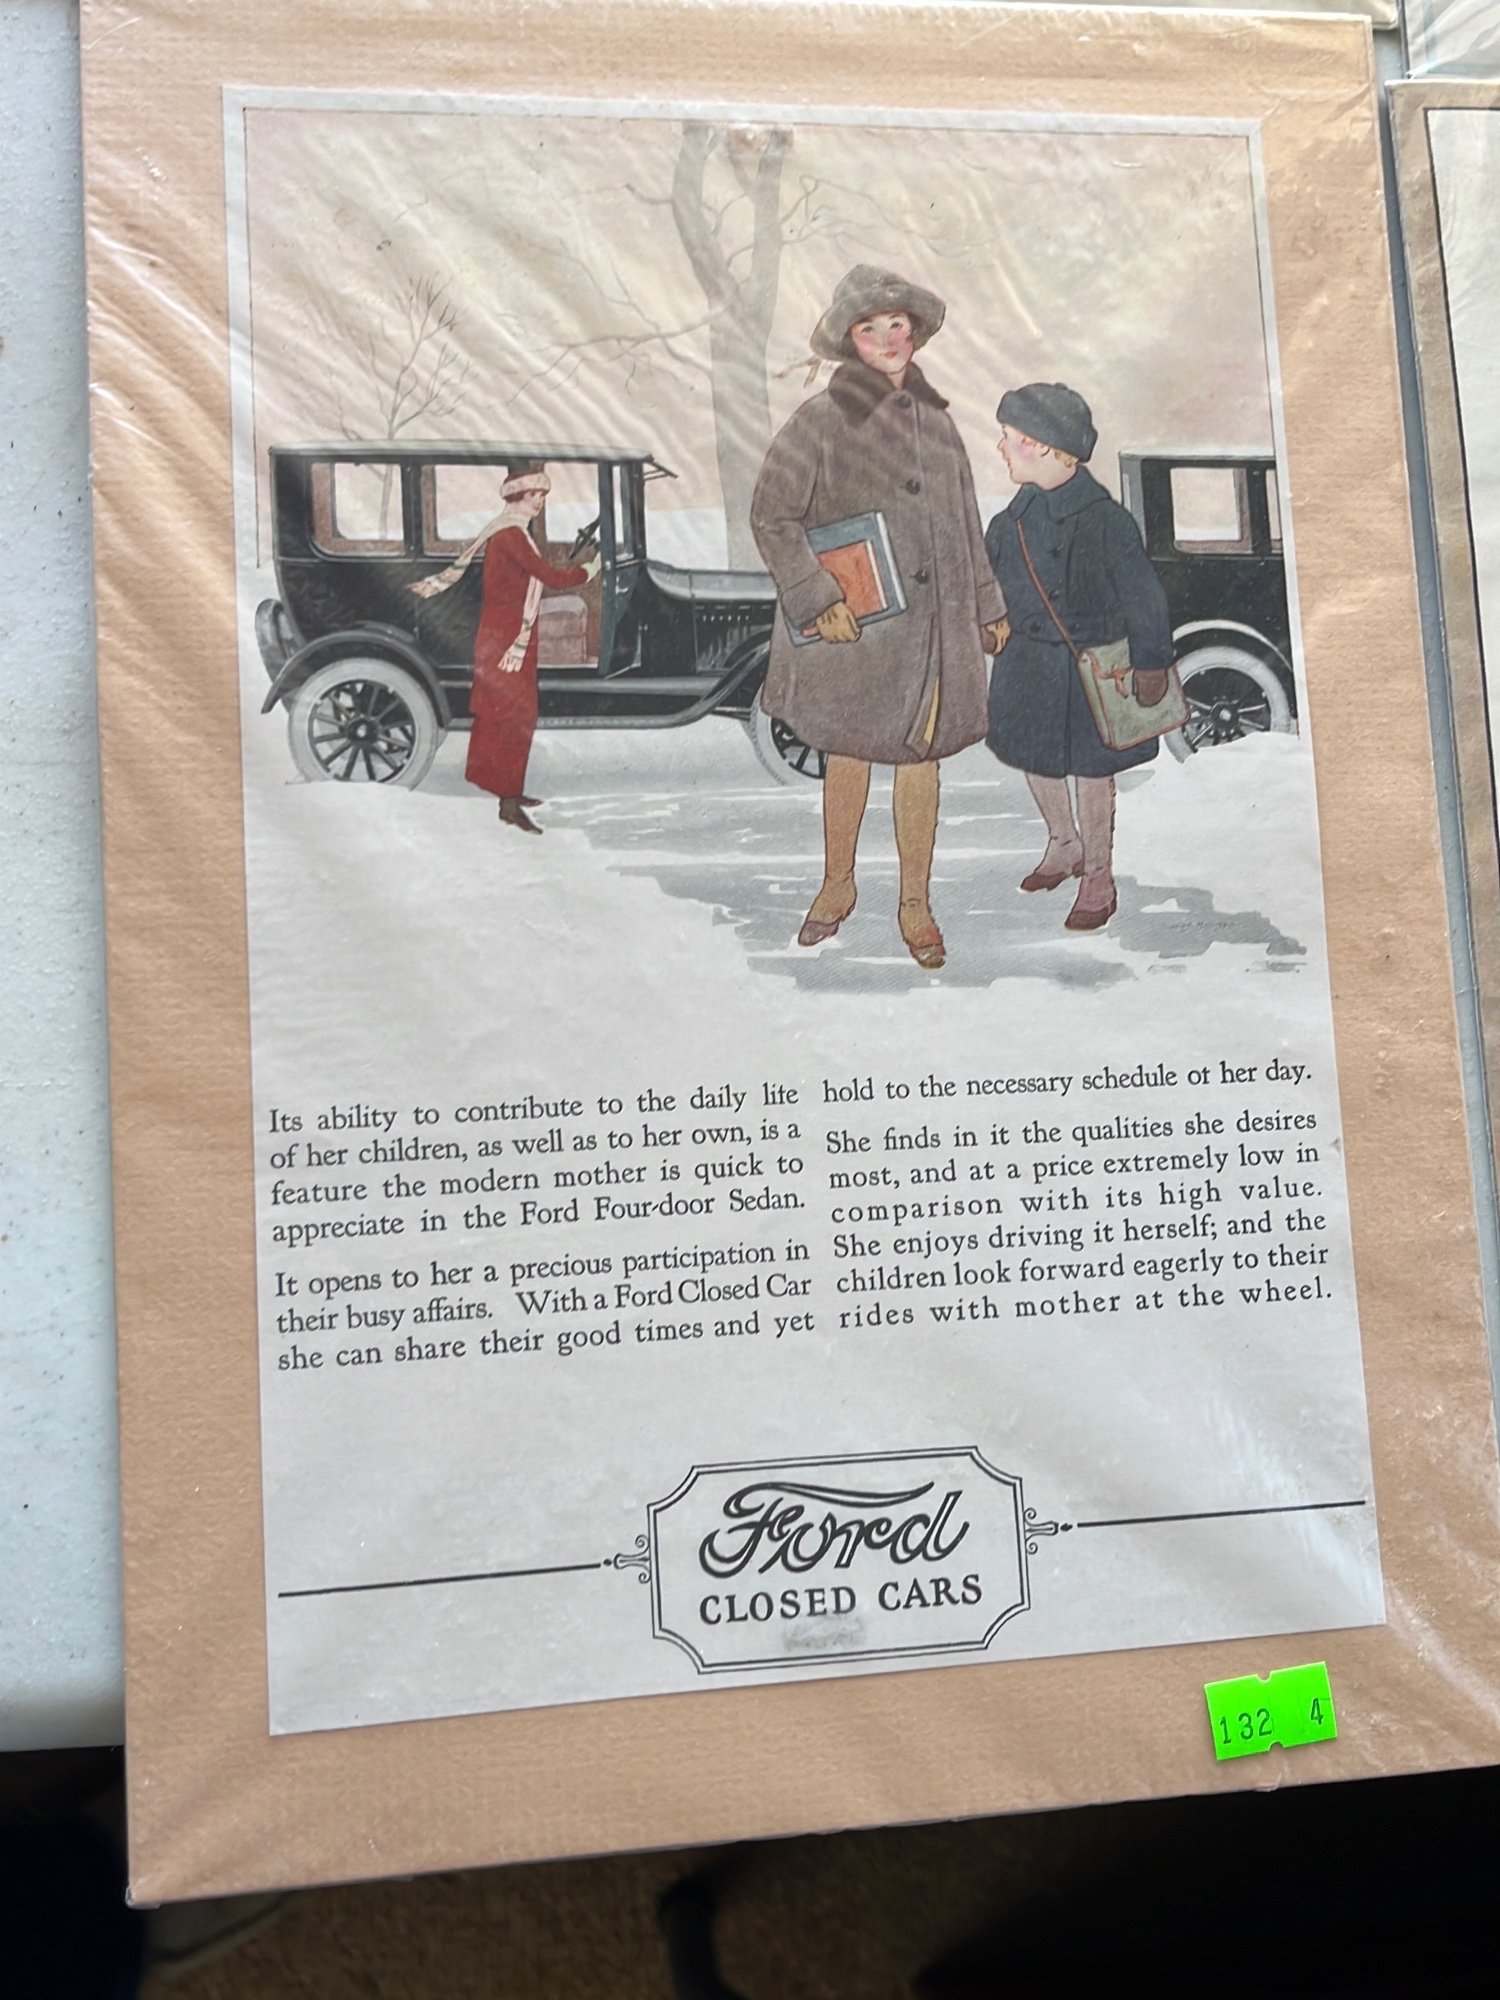 Its ability to contribute to the daily life
of her children, as well as to her own, is a
feature the modern mother is quick to
appreciate in the Ford Four-door Sedan.
It opens to her a precious participation in
their busy affairs. With a Ford Closed Car
she can share their good times and yet
hold to the necessary schedule of her day.
She finds in it the qualities she desires
most, and at a price extremely low in
comparison with its high value.
She enjoys driving it herself; and the
children look forward eagerly to their
rides with mother at the wheel.
Ford
CLOSED CARS
132 4